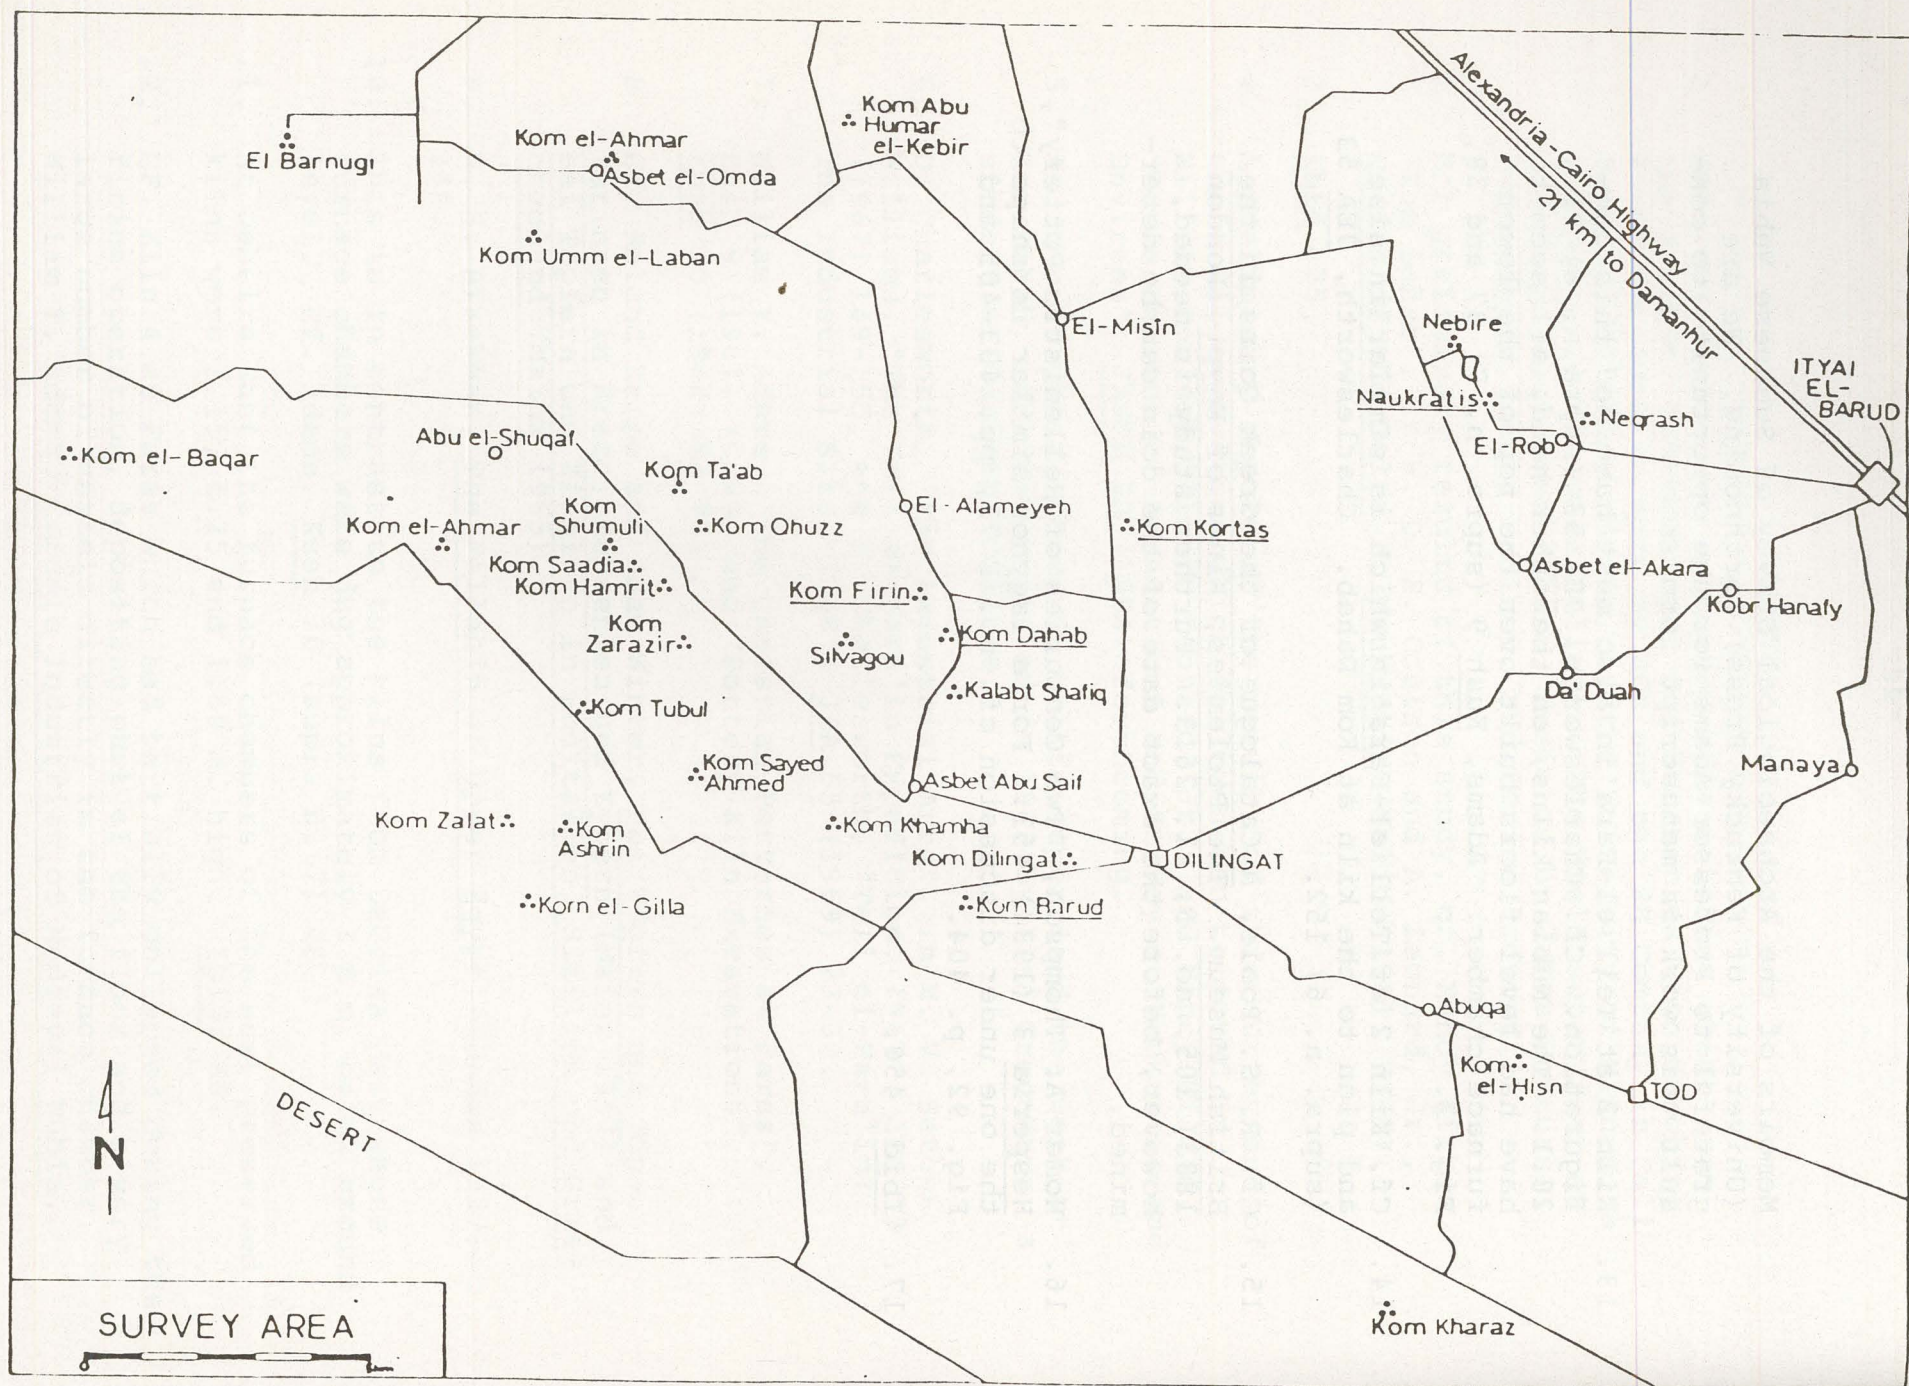 Alexandria-Cairo Highway
21 km to Damanhur
Kom Abu
Humar
el-Kebir
Kom el-Ahmar
El Barnugi
Asbet el-Omda
Kom Umm el-Laban
El-Misîn
Nebire
ITYAI
EL-
BARUD
Naukratis
Neqrash
El-Rob
Abu el-Shuqaf
Kom el-Baqar
Kom Ta'ab
Kom
Shumuli
El-Alameyeh
Kom el-Ahmar
Kom Ohuzz
Kom Kortas
Kom Saadia
Kom Hamrit
Asbet el-Akara
Kom Firin
Kobr Hanafy
Kom
Zarazir
Kom Dahab
Silvagou
Kalabt Shafiq
Da' Duah
Kom Tubul
Kom Sayed
Ahmed
Manaya
Asbet Abu Saif
Kom Zalat
Kom
Ashrin
Kom Khamha
Kom Dilingat
DILINGAT
Kom el-Gilla
Kom Barud
Abuqa
Kom
el-Hisn
TOD
DESERT
N
SURVEY AREA
Kom Kharaz